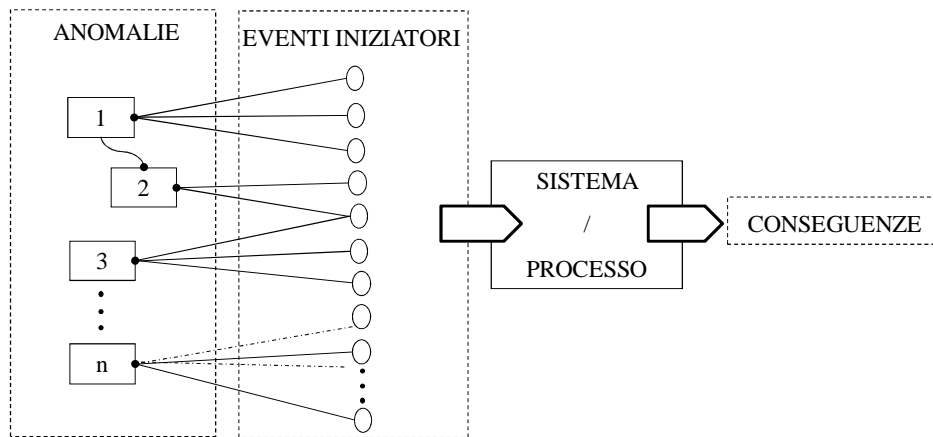 ANOMALIE
EVENTI INIZIATORI
1
2
3
n
SISTEMA
/
PROCESSO
CONSEGUENZE